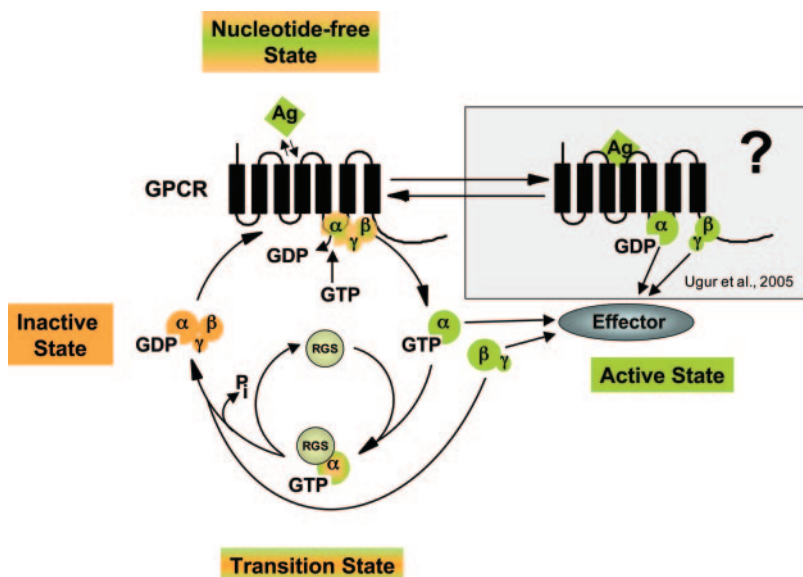 Nucleotide-free
State
Ag
Ag
?
GPCR
α
β
γ
GDP
GTP
α
β
γ
GDP
Ugur et al., 2005
Inactive
State
α
β
γ
GDP
RGS
α
GTP
β
γ
Effector
Active State
Pi
RGS
α
GTP
Transition State